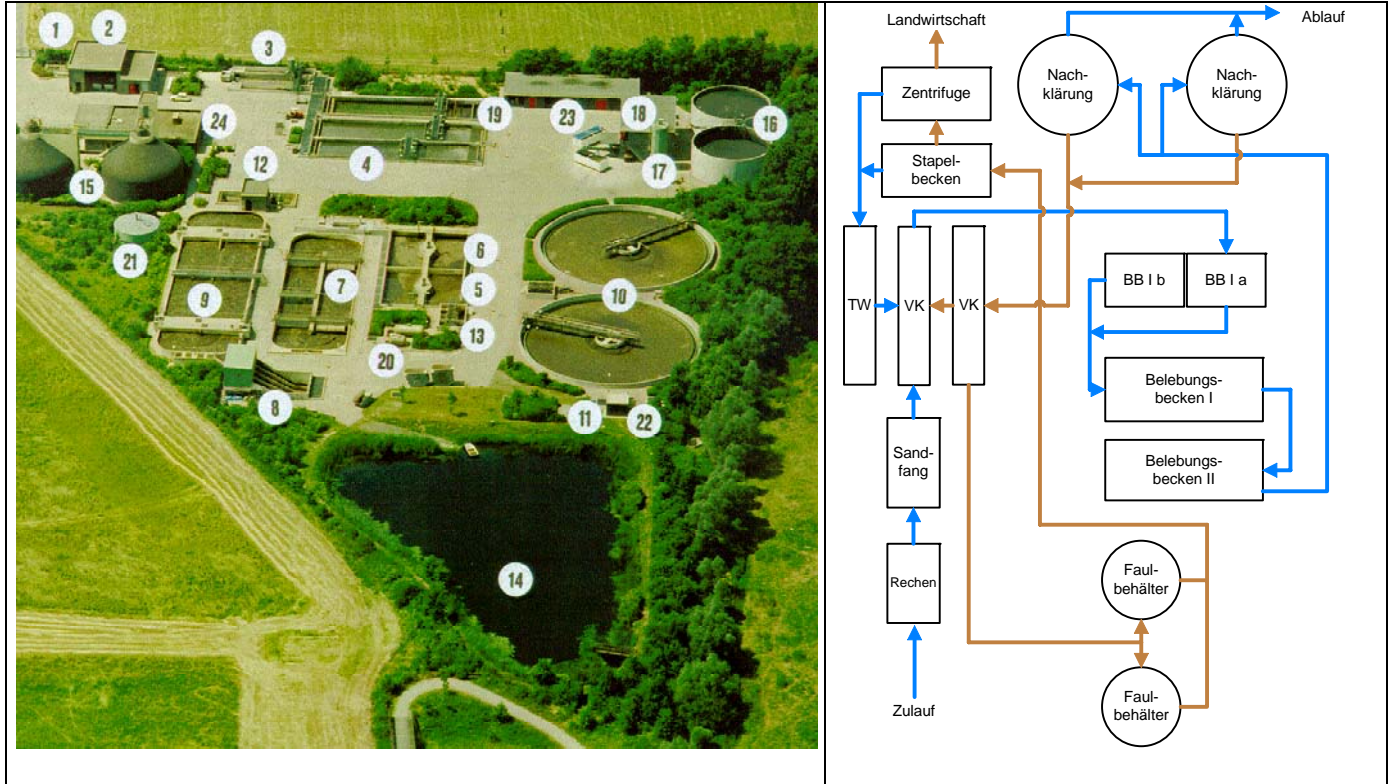 1
2
3
4
5
6
7
8
9
10
11
12
13
14
15
16
17
18
19
20
21
22
23
24
Landwirtschaft
Ablauf
Zentrifuge
Nach-
klärung
Nach-
klärung
Stapel-
becken
TW
VK
VK
BB I b
BB I a
Belebungs-
becken I
Belebungs-
becken II
Sand-
fang
Rechen
Faul-
behälter
Faul-
behälter
Zulauf